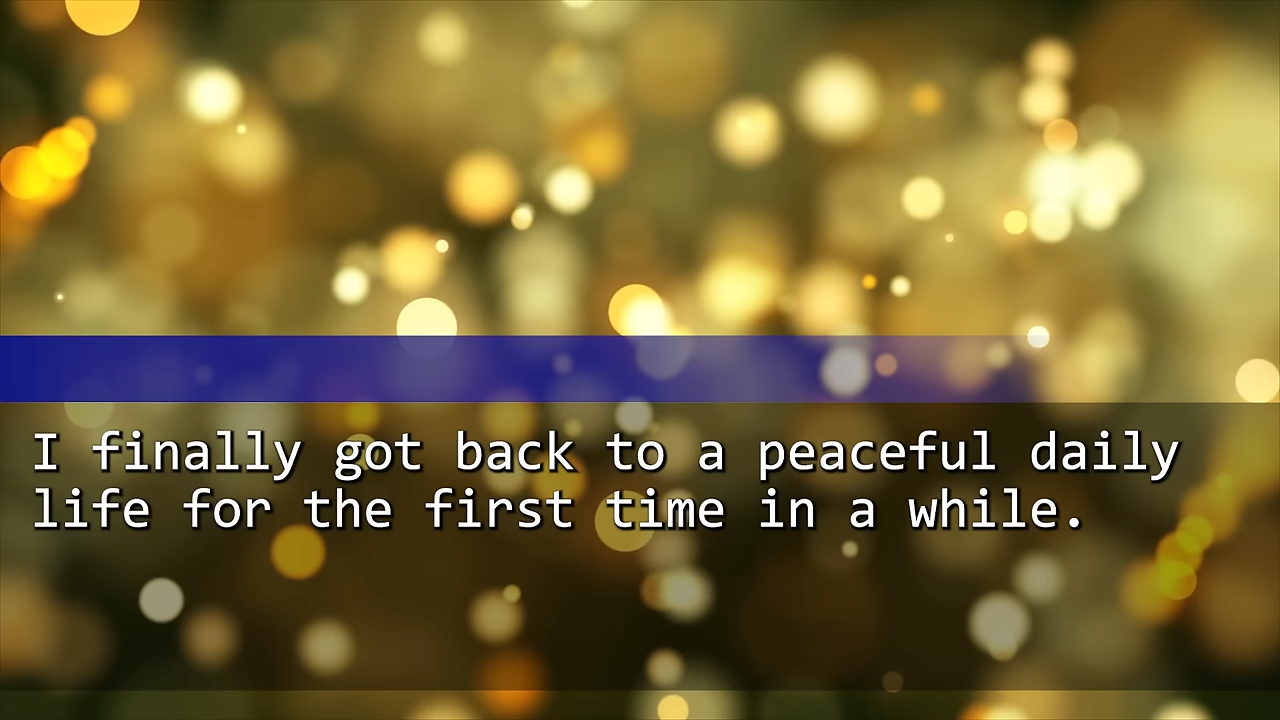 I finally got back to a peaceful daily
life for the first time in a while.